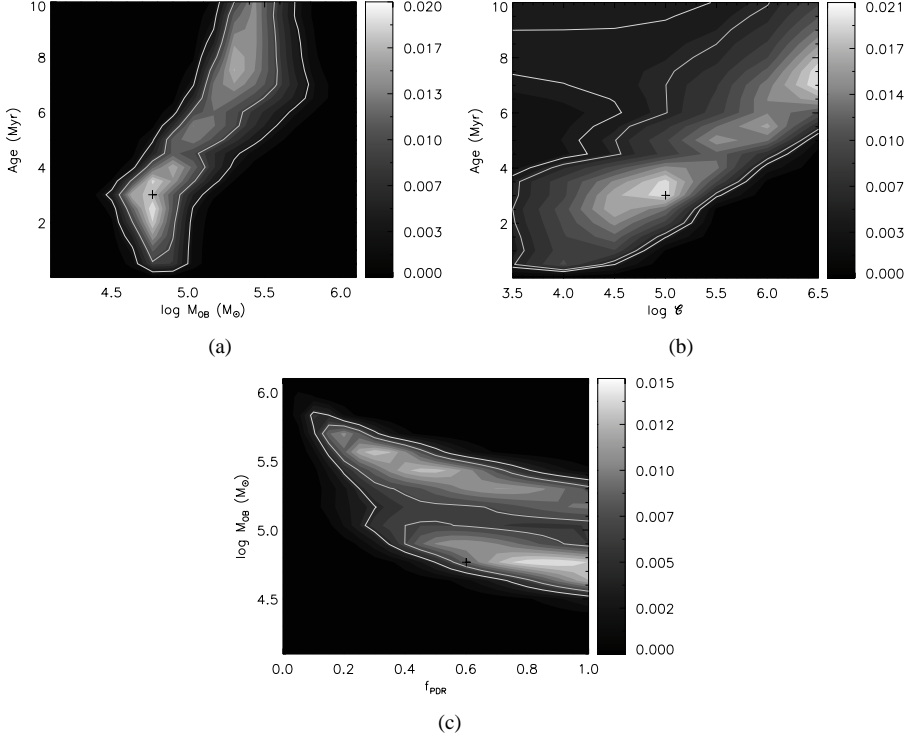 10
8
6
4
2
Age (Myr)
4.5 5.0 5.5 6.0
log M_OB (M_⊙)
0.020
0.017
0.013
0.010
0.007
0.003
0.000
(a)
10
8
6
4
2
Age (Myr)
3.5 4.0 4.5 5.0 5.5 6.0 6.5
log 𝒞
0.021
0.017
0.014
0.010
0.007
0.003
0.000
(b)
6.0
5.5
5.0
4.5
log M_OB (M_⊙)
0.0 0.2 0.4 0.6 0.8 1.0
f_PDR
0.015
0.012
0.010
0.007
0.005
0.002
0.000
(c)